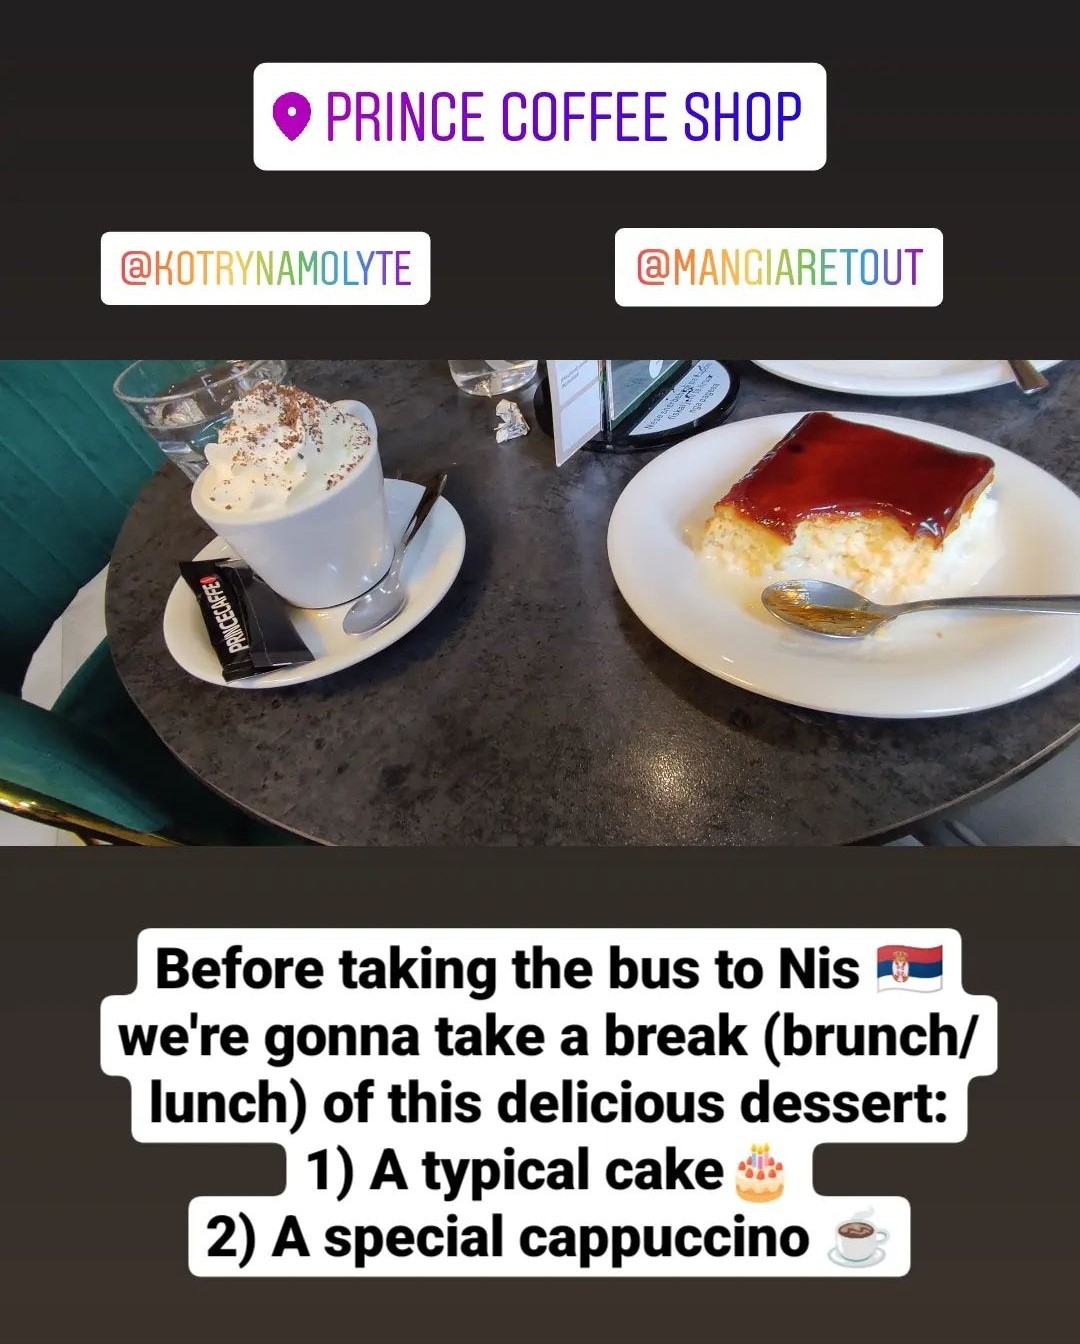 PRINCE COFFEE SHOP
@KOTRYNAMOLYTE
@MANGIARETOUT
PRINCECAFFE
Before taking the bus to Nis 🇷🇸
we're gonna take a break (brunch/
lunch) of this delicious dessert:
1) A typical cake🎂
2) A special cappuccino ☕